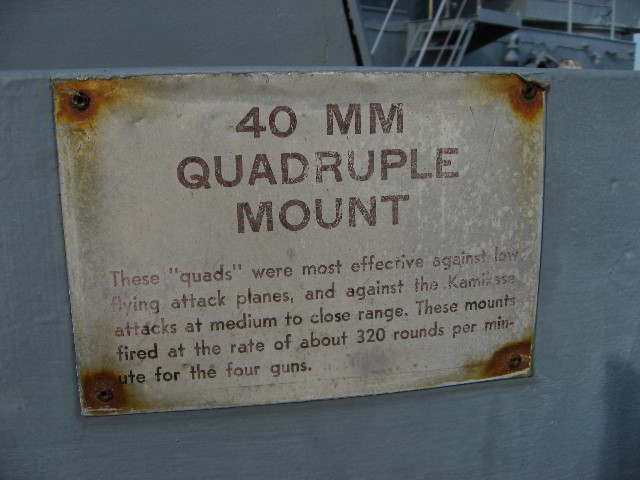 40 MM
QUADRUPLE
MOUNT
These "quads" were most effective against low
flying attack planes, and against the Kamikase
attacks at medium to close range. These mounts
fired at the rate of about 320 rounds per min-
ute for the four guns.